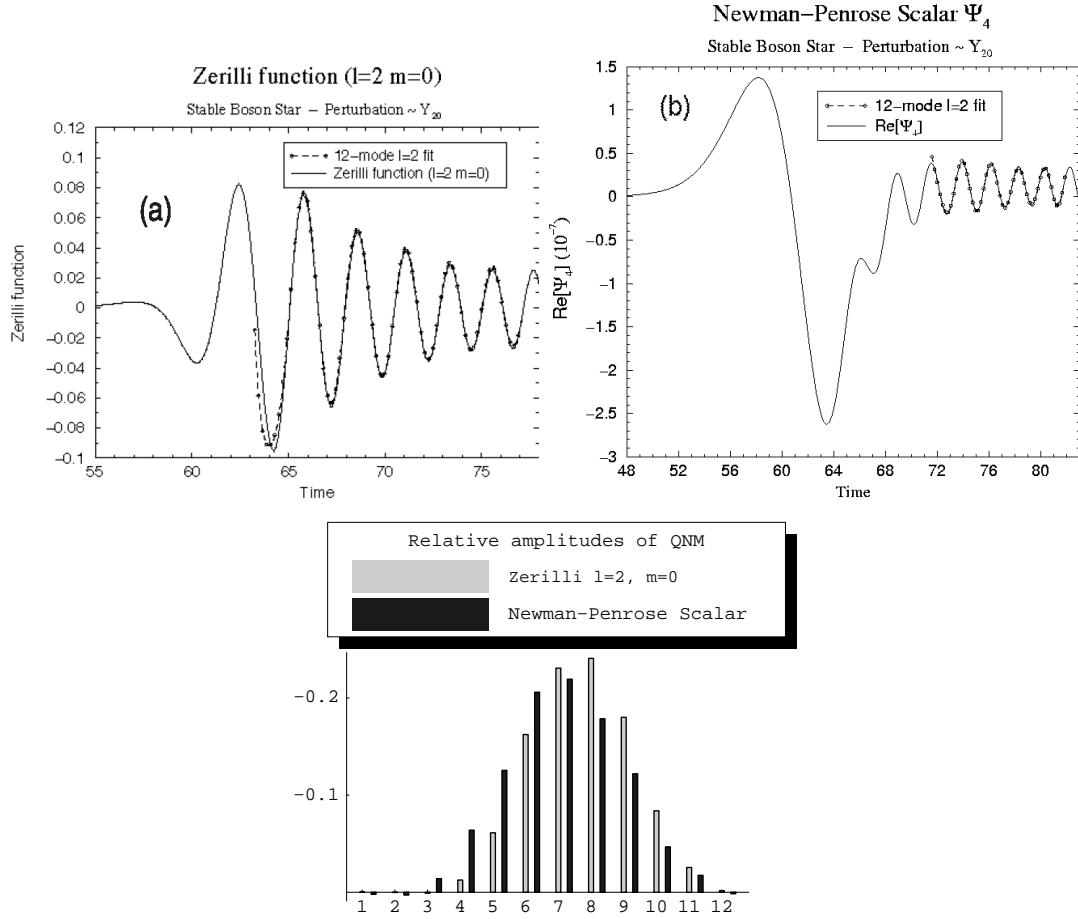 Zerilli function (l=2 m=0)
Stable Boson Star − Perturbation ~ Y20
0.12
0.1
0.08
0.06
0.04
0.02
0
−0.02
−0.04
−0.06
−0.08
−0.1
Zerilli function
(a)
12−mode l=2 fit
Zerilli function (l=2 m=0)
55 60 65 70 75
Time
Newman−Penrose Scalar Ψ4
Stable Boson Star − Perturbation ~ Y20
1.5
1
0.5
0
−0.5
−1
−1.5
−2
−2.5
−3
Re[Ψ4] (10−7)
(b)
12−mode l=2 fit
Re[Ψ4]
48 52 56 60 64 68 72 76 80
Time
Relative amplitudes of QNM
Zerilli l=2, m=0
Newman−Penrose Scalar
−0.2
−0.1
1 2 3 4 5 6 7 8 9 10 11 12